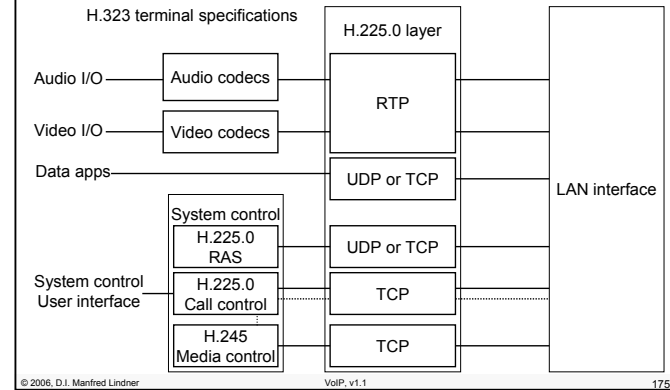 H.323 terminal specifications
H.225.0 layer
Audio I/O
Audio codecs
RTP
Video I/O
Video codecs
Data apps
UDP or TCP
LAN interface
System control
H.225.0
RAS
UDP or TCP
System control
User interface
H.225.0
Call control
TCP
H.245
Media control
TCP
© 2006, D.I. Manfred Lindner
VoIP, v1.1
175